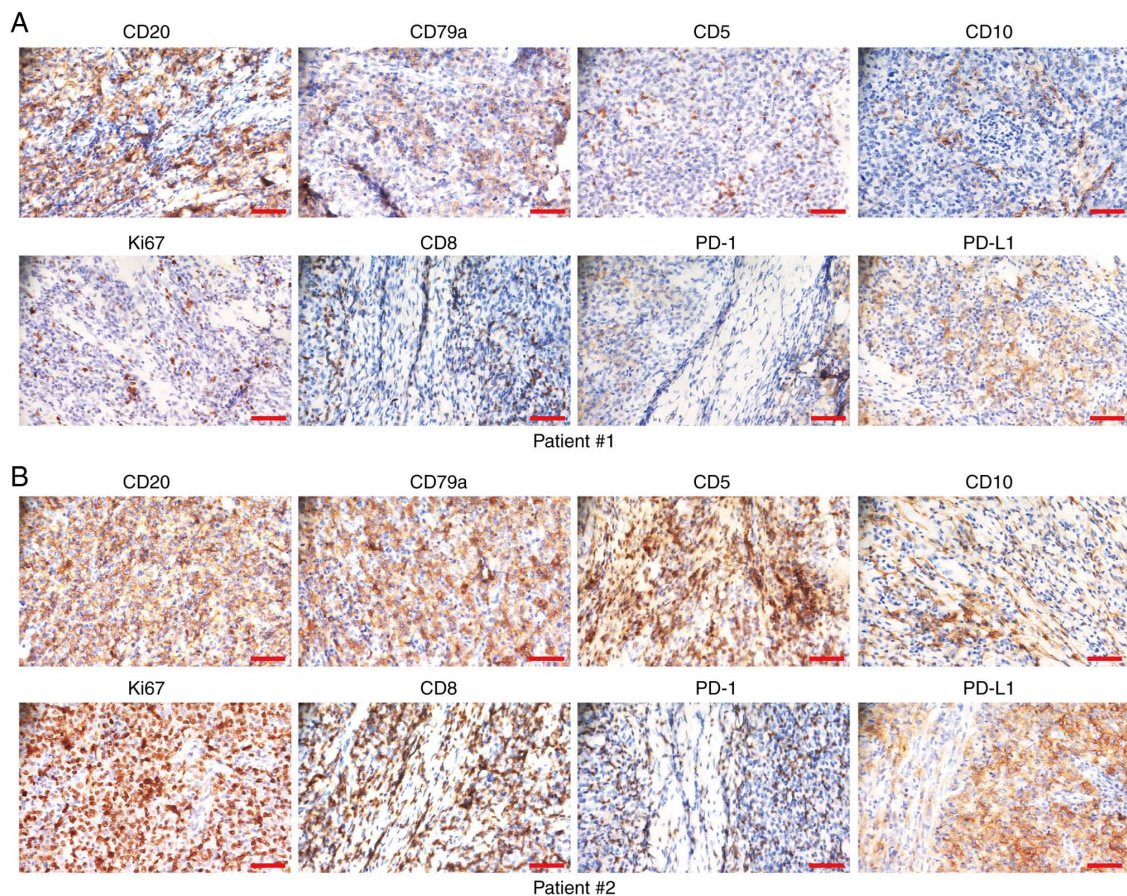 A
CD20 CD79a CD5 CD10
Ki67 CD8 PD-1 PD-L1
Patient #1
B
CD20 CD79a CD5 CD10
Ki67 CD8 PD-1 PD-L1
Patient #2